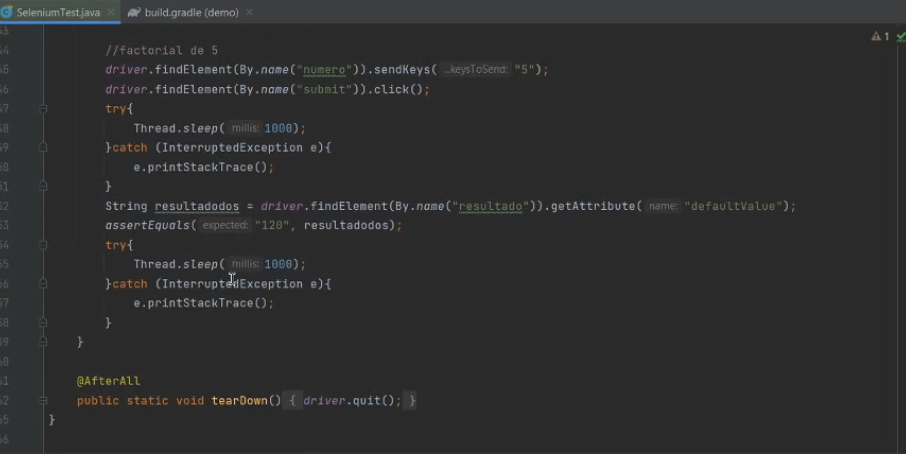 SeleniumTest.java × build.gradle (demo) ×
1
//factorial de 5
driver.findElement(By.name("numero")).sendKeys( ...keysToSend: "5");
driver.findElement(By.name("submit")).click();
try{
Thread.sleep( millis: 1000);
}catch (InterruptedException e){
e.printStackTrace();
}
String resultadodos = driver.findElement(By.name("resultado")).getAttribute( name: "defaultValue");
assertEquals( expected: "120", resultadodos);
try{
Thread.sleep( millis: 1000);
}catch (InterruptedException e){
e.printStackTrace();
}
}
@AfterAll
public static void tearDown() { driver.quit(); }
}